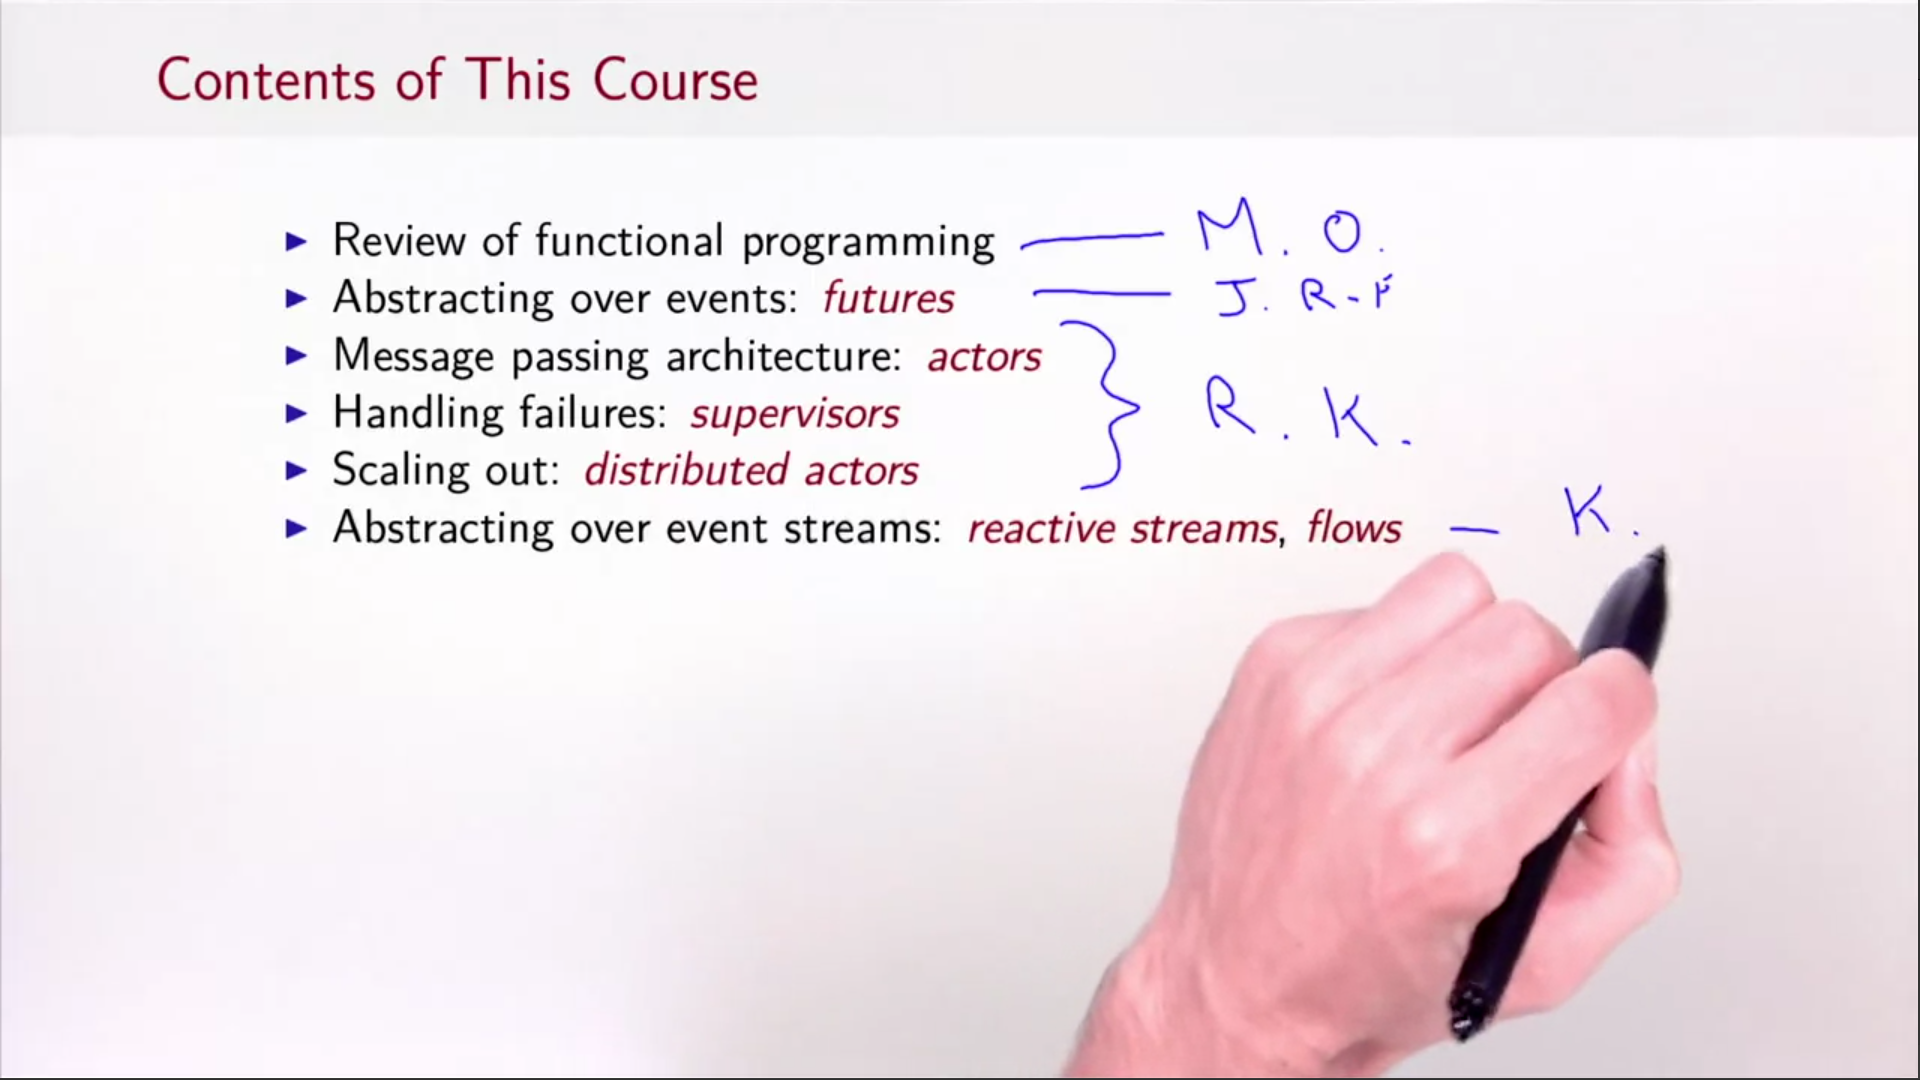 Contents of This Course
▶ Review of functional programming — M. O.
▶ Abstracting over events: futures — J. R-F
▶ Message passing architecture: actors
▶ Handling failures: supervisors } R. K.
▶ Scaling out: distributed actors
▶ Abstracting over event streams: reactive streams, flows — K.